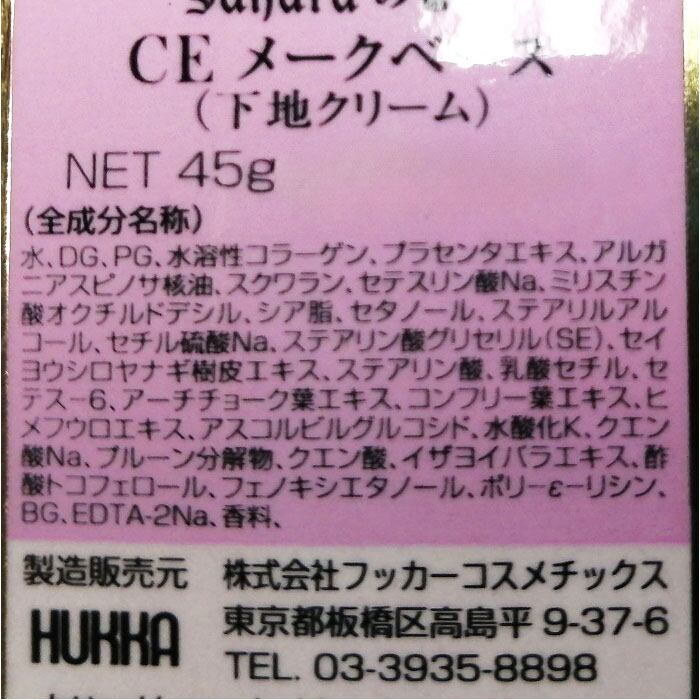 CE メークベース
(下地クリーム)
NET 45g
(全成分名称)
水、DG、PG、水溶性コラーゲン、プラセンタエキス、アルガ
ニアスピノサ核油、スクワラン、セテスリン酸Na、ミリスチン
酸オクチルドデシル、シア脂、セタノール、ステアリルアル
コール、セチル硫酸Na、ステアリン酸グリセリル(SE)、セイ
ヨウシロヤナギ樹皮エキス、ステアリン酸、乳酸セチル、セ
テス-6、アーチチョーク葉エキス、コンフリー葉エキス、ヒ
メフウロエキス、アスコルビルグルコシド、水酸化K、クエン
酸Na、プルーン分解物、クエン酸、イザヨイバラエキス、酢
酸トコフェロール、フェノキシエタノール、ポリ-ε-リシン、
BG、EDTA-2Na、香料、
製造販売元 株式会社フッカーコスメチックス
HUKKA 東京都板橋区高島平 9-37-6
TEL. 03-3935-8898